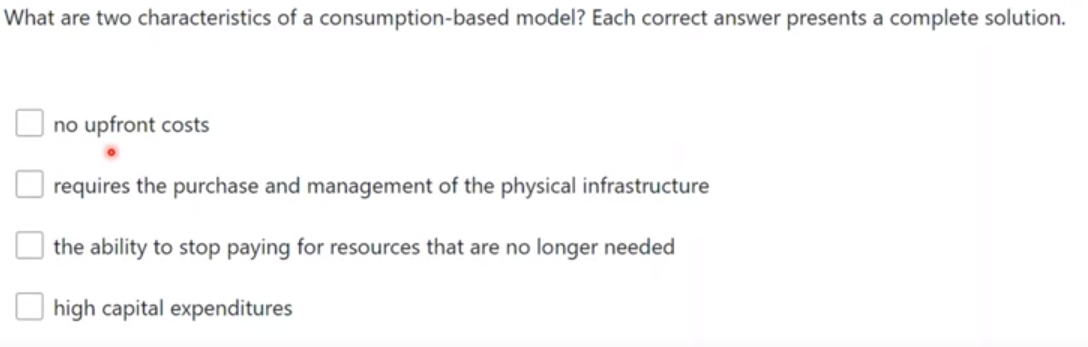 What are two characteristics of a consumption-based model? Each correct answer presents a complete solution.
no upfront costs
requires the purchase and management of the physical infrastructure
the ability to stop paying for resources that are no longer needed
high capital expenditures